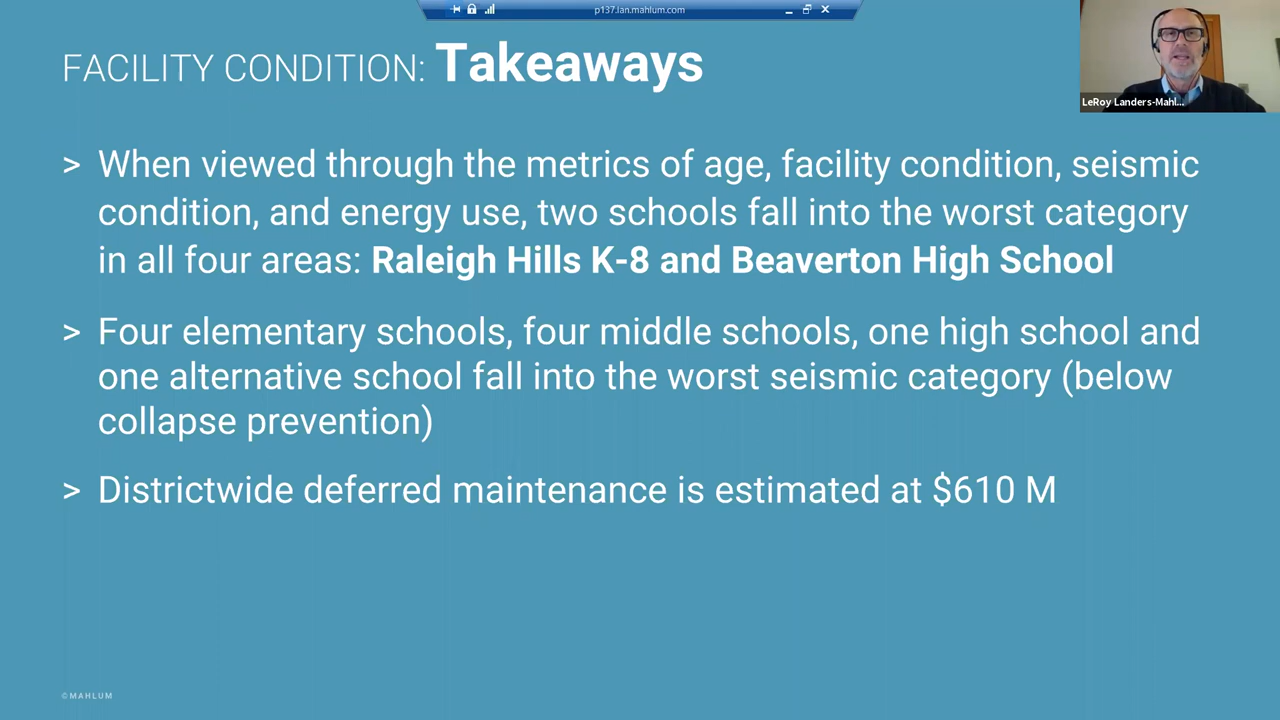 p137.lan.mahlum.com
FACILITY CONDITION: Takeaways
LeRoy Landers-Mahl...
> When viewed through the metrics of age, facility condition, seismic
condition, and energy use, two schools fall into the worst category
in all four areas: Raleigh Hills K-8 and Beaverton High School
> Four elementary schools, four middle schools, one high school and
one alternative school fall into the worst seismic category (below
collapse prevention)
> Districtwide deferred maintenance is estimated at $610 M
©MAHLUM